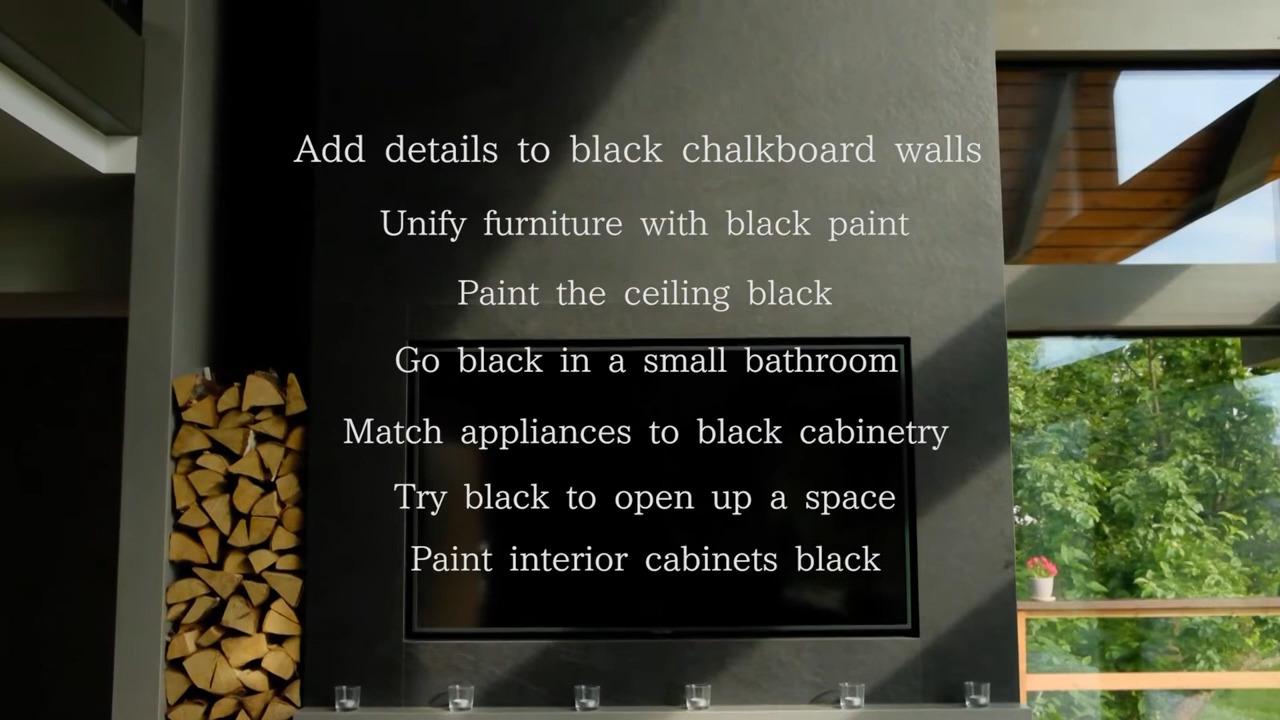 Add details to black chalkboard walls
Unify furniture with black paint
Paint the ceiling black
Go black in a small bathroom
Match appliances to black cabinetry
Try black to open up a space
Paint interior cabinets black